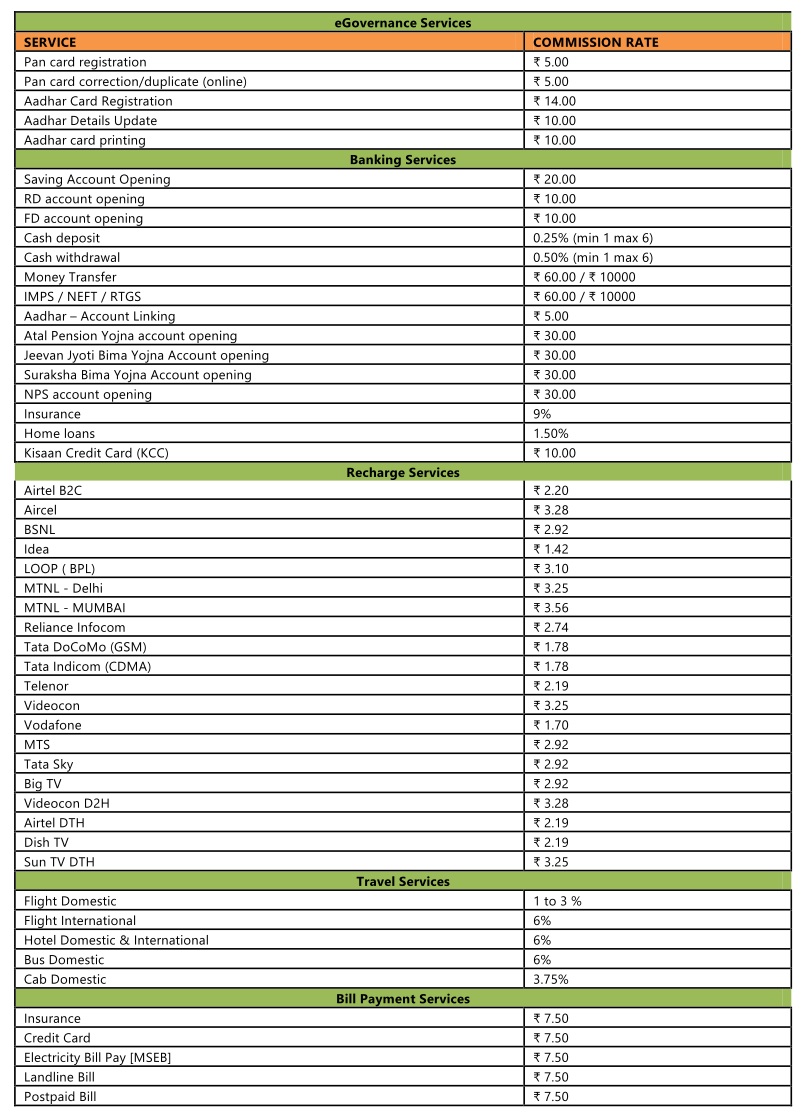 eGovernance Services
SERVICE COMMISSION RATE
Pan card registration ₹ 5.00
Pan card correction/duplicate (online) ₹ 5.00
Aadhar Card Registration ₹ 14.00
Aadhar Details Update ₹ 10.00
Aadhar card printing ₹ 10.00
Banking Services
Saving Account Opening ₹ 20.00
RD account opening ₹ 10.00
FD account opening ₹ 10.00
Cash deposit 0.25% (min 1 max 6)
Cash withdrawal 0.50% (min 1 max 6)
Money Transfer ₹ 60.00 / ₹ 10000
IMPS / NEFT / RTGS ₹ 60.00 / ₹ 10000
Aadhar – Account Linking ₹ 5.00
Atal Pension Yojna account opening ₹ 30.00
Jeevan Jyoti Bima Yojna Account opening ₹ 30.00
Suraksha Bima Yojna Account opening ₹ 30.00
NPS account opening ₹ 30.00
Insurance 9%
Home loans 1.50%
Kisaan Credit Card (KCC) ₹ 10.00
Recharge Services
Airtel B2C ₹ 2.20
Aircel ₹ 3.28
BSNL ₹ 2.92
Idea ₹ 1.42
LOOP ( BPL) ₹ 3.10
MTNL - Delhi ₹ 3.25
MTNL - MUMBAI ₹ 3.56
Reliance Infocom ₹ 2.74
Tata DoCoMo (GSM) ₹ 1.78
Tata Indicom (CDMA) ₹ 1.78
Telenor ₹ 2.19
Videocon ₹ 3.25
Vodafone ₹ 1.70
MTS ₹ 2.92
Tata Sky ₹ 2.92
Big TV ₹ 2.92
Videocon D2H ₹ 3.28
Airtel DTH ₹ 2.19
Dish TV ₹ 2.19
Sun TV DTH ₹ 3.25
Travel Services
Flight Domestic 1 to 3 %
Flight International 6%
Hotel Domestic & International 6%
Bus Domestic 6%
Cab Domestic 3.75%
Bill Payment Services
Insurance ₹ 7.50
Credit Card ₹ 7.50
Electricity Bill Pay [MSEB] ₹ 7.50
Landline Bill ₹ 7.50
Postpaid Bill ₹ 7.50